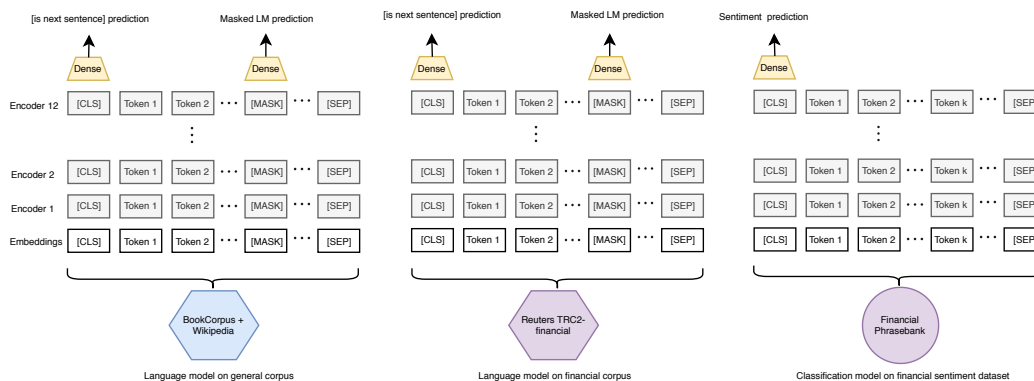 [is next sentence] prediction Masked LM prediction [is next sentence] prediction Masked LM prediction Sentiment prediction
Dense Dense Dense Dense Dense
Encoder 12 [CLS] Token 1 Token 2 ••• [MASK] ••• [SEP] [CLS] Token 1 Token 2 ••• [MASK] ••• [SEP] [CLS] Token 1 Token 2 ••• Token k ••• [SEP]
Encoder 2 [CLS] Token 1 Token 2 ••• [MASK] ••• [SEP] [CLS] Token 1 Token 2 ••• [MASK] ••• [SEP] [CLS] Token 1 Token 2 ••• Token k ••• [SEP]
Encoder 1 [CLS] Token 1 Token 2 ••• [MASK] ••• [SEP] [CLS] Token 1 Token 2 ••• [MASK] ••• [SEP] [CLS] Token 1 Token 2 ••• Token k ••• [SEP]
Embeddings [CLS] Token 1 Token 2 ••• [MASK] ••• [SEP] [CLS] Token 1 Token 2 ••• [MASK] ••• [SEP] [CLS] Token 1 Token 2 ••• Token k ••• [SEP]
BookCorpus +
Wikipedia
Reuters TRC2-
financial
Financial
Phrasebank
Language model on general corpus Language model on financial corpus Classification model on financial sentiment dataset